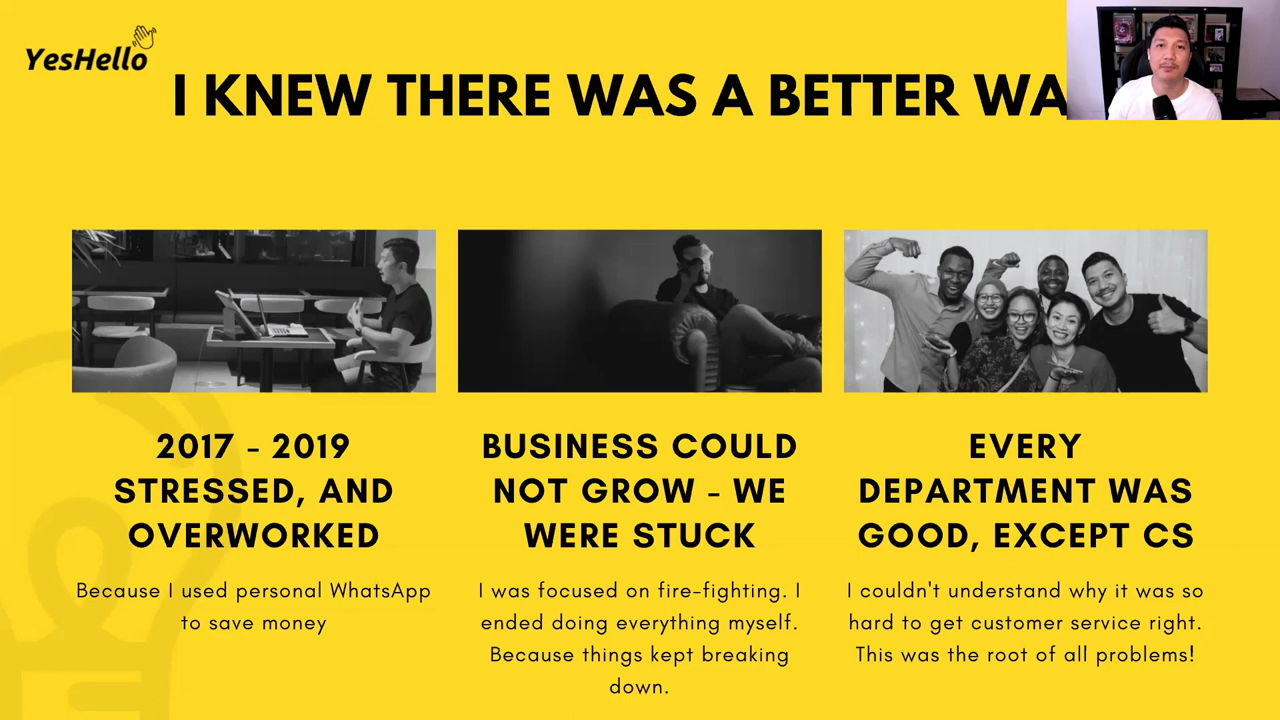 YesHello
I KNEW THERE WAS A BETTER WA
2017 - 2019
STRESSED, AND
OVERWORKED
Because I used personal WhatsApp
to save money
BUSINESS COULD
NOT GROW - WE
WERE STUCK
I was focused on fire-fighting. I
ended doing everything myself.
Because things kept breaking
down.
EVERY
DEPARTMENT WAS
GOOD, EXCEPT CS
I couldn't understand why it was so
hard to get customer service right.
This was the root of all problems!